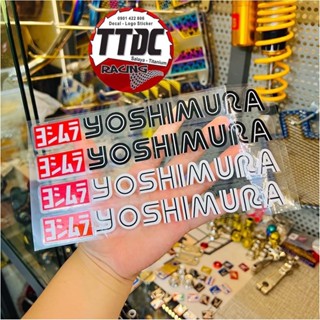 0901 422 800
Decal - Logo Sticker
TTDC
Salaya - Titanium
RACING
ヨシムラ YOSHIMURA
ヨシムラ YOSHIMURA
ヨシムラ YOSHIMURA
ヨシムラ YOSHIMURA